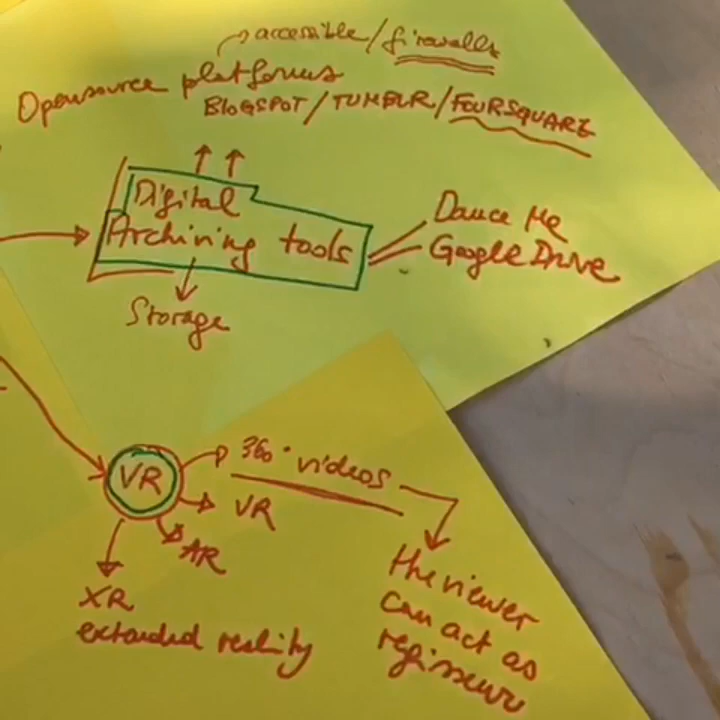 accessible/firewalls
Opensource platforms
BLOGSPOT/TUMBLR/FOURSQUARE
Digital
Archiving tools
Dance Me
Google Drive
Storage
VR
360° videos
VR
AR
XR
extended reality
the viewer
can act as
regisseur